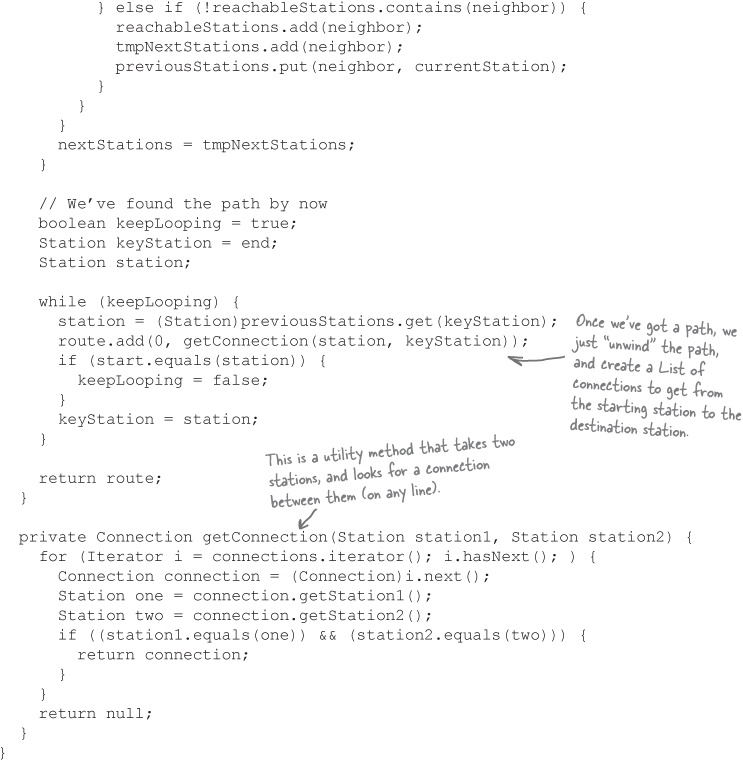 } else if (!reachableStations.contains(neighbor)) {
reachableStations.add(neighbor);
tmpNextStations.add(neighbor);
previousStations.put(neighbor, currentStation);
}
}
}
nextStations = tmpNextStations;
}
// We've found the path by now
boolean keepLooping = true;
Station keyStation = end;
Station station;
while (keepLooping) {
station = (Station)previousStations.get(keyStation);
route.add(0, getConnection(station, keyStation));
if (start.equals(station)) {
keepLooping = false;
}
keyStation = station;
}
Once we've got a path, we
just "unwind" the path,
and create a List of
connections to get from
the starting station to the
destination station.
return route;
}
This is a utility method that takes two
stations, and looks for a connection
between them (on any line).
private Connection getConnection(Station station1, Station station2) {
for (Iterator i = connections.iterator(); i.hasNext(); ) {
Connection connection = (Connection)i.next();
Station one = connection.getStation1();
Station two = connection.getStation2();
if ((station1.equals(one)) && (station2.equals(two))) {
return connection;
}
}
return null;
}
}